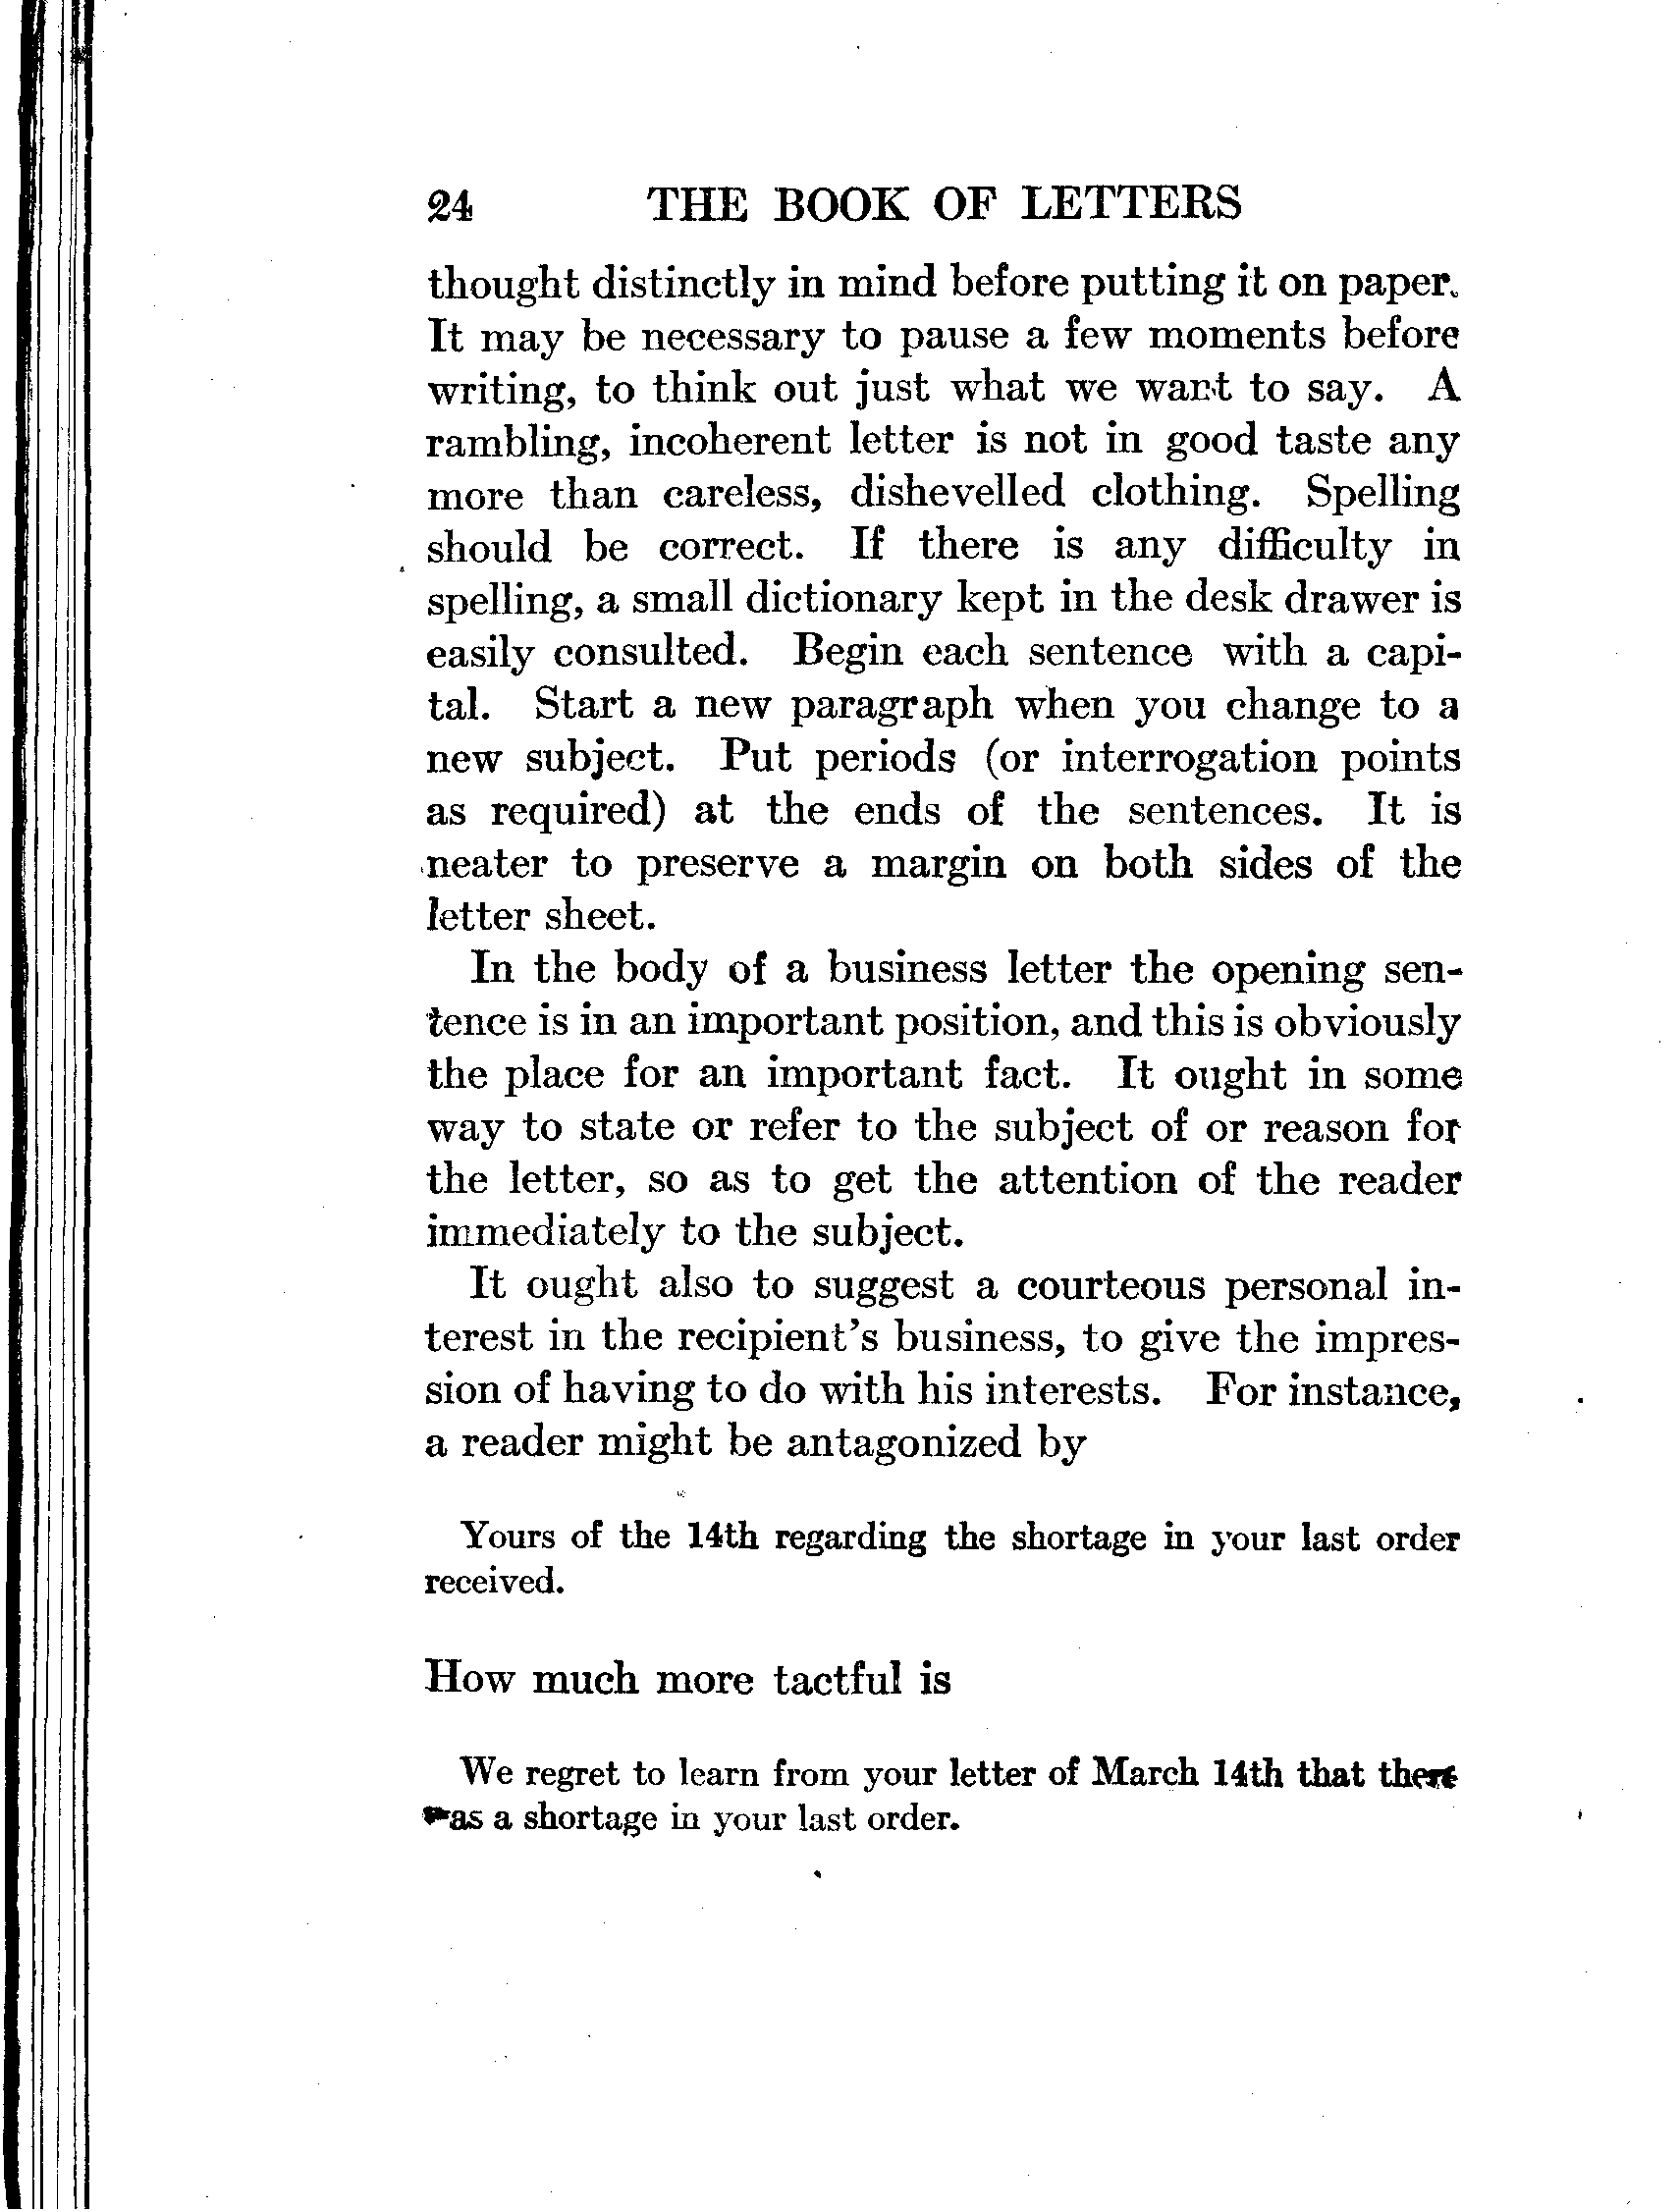 24 THE BOOK OF LETTERS
thought distinctly in mind before putting it on paper.
It may be necessary to pause a few moments before
writing, to think out just what we want to say. A
rambling, incoherent letter is not in good taste any
more than careless, dishevelled clothing. Spelling
should be correct. If there is any difficulty in
spelling, a small dictionary kept in the desk drawer is
easily consulted. Begin each sentence with a capi-
tal. Start a new paragraph when you change to a
new subject. Put periods (or interrogation points
as required) at the ends of the sentences. It is
neater to preserve a margin on both sides of the
letter sheet.
In the body of a business letter the opening sen-
tence is in an important position, and this is obviously
the place for an important fact. It ought in some
way to state or refer to the subject of or reason for
the letter, so as to get the attention of the reader
immediately to the subject.
It ought also to suggest a courteous personal in-
terest in the recipient's business, to give the impres-
sion of having to do with his interests. For instance,
a reader might be antagonized by
Yours of the 14th regarding the shortage in your last order
received.
How much more tactful is
We regret to learn from your letter of March 14th that there
was a shortage in your last order.